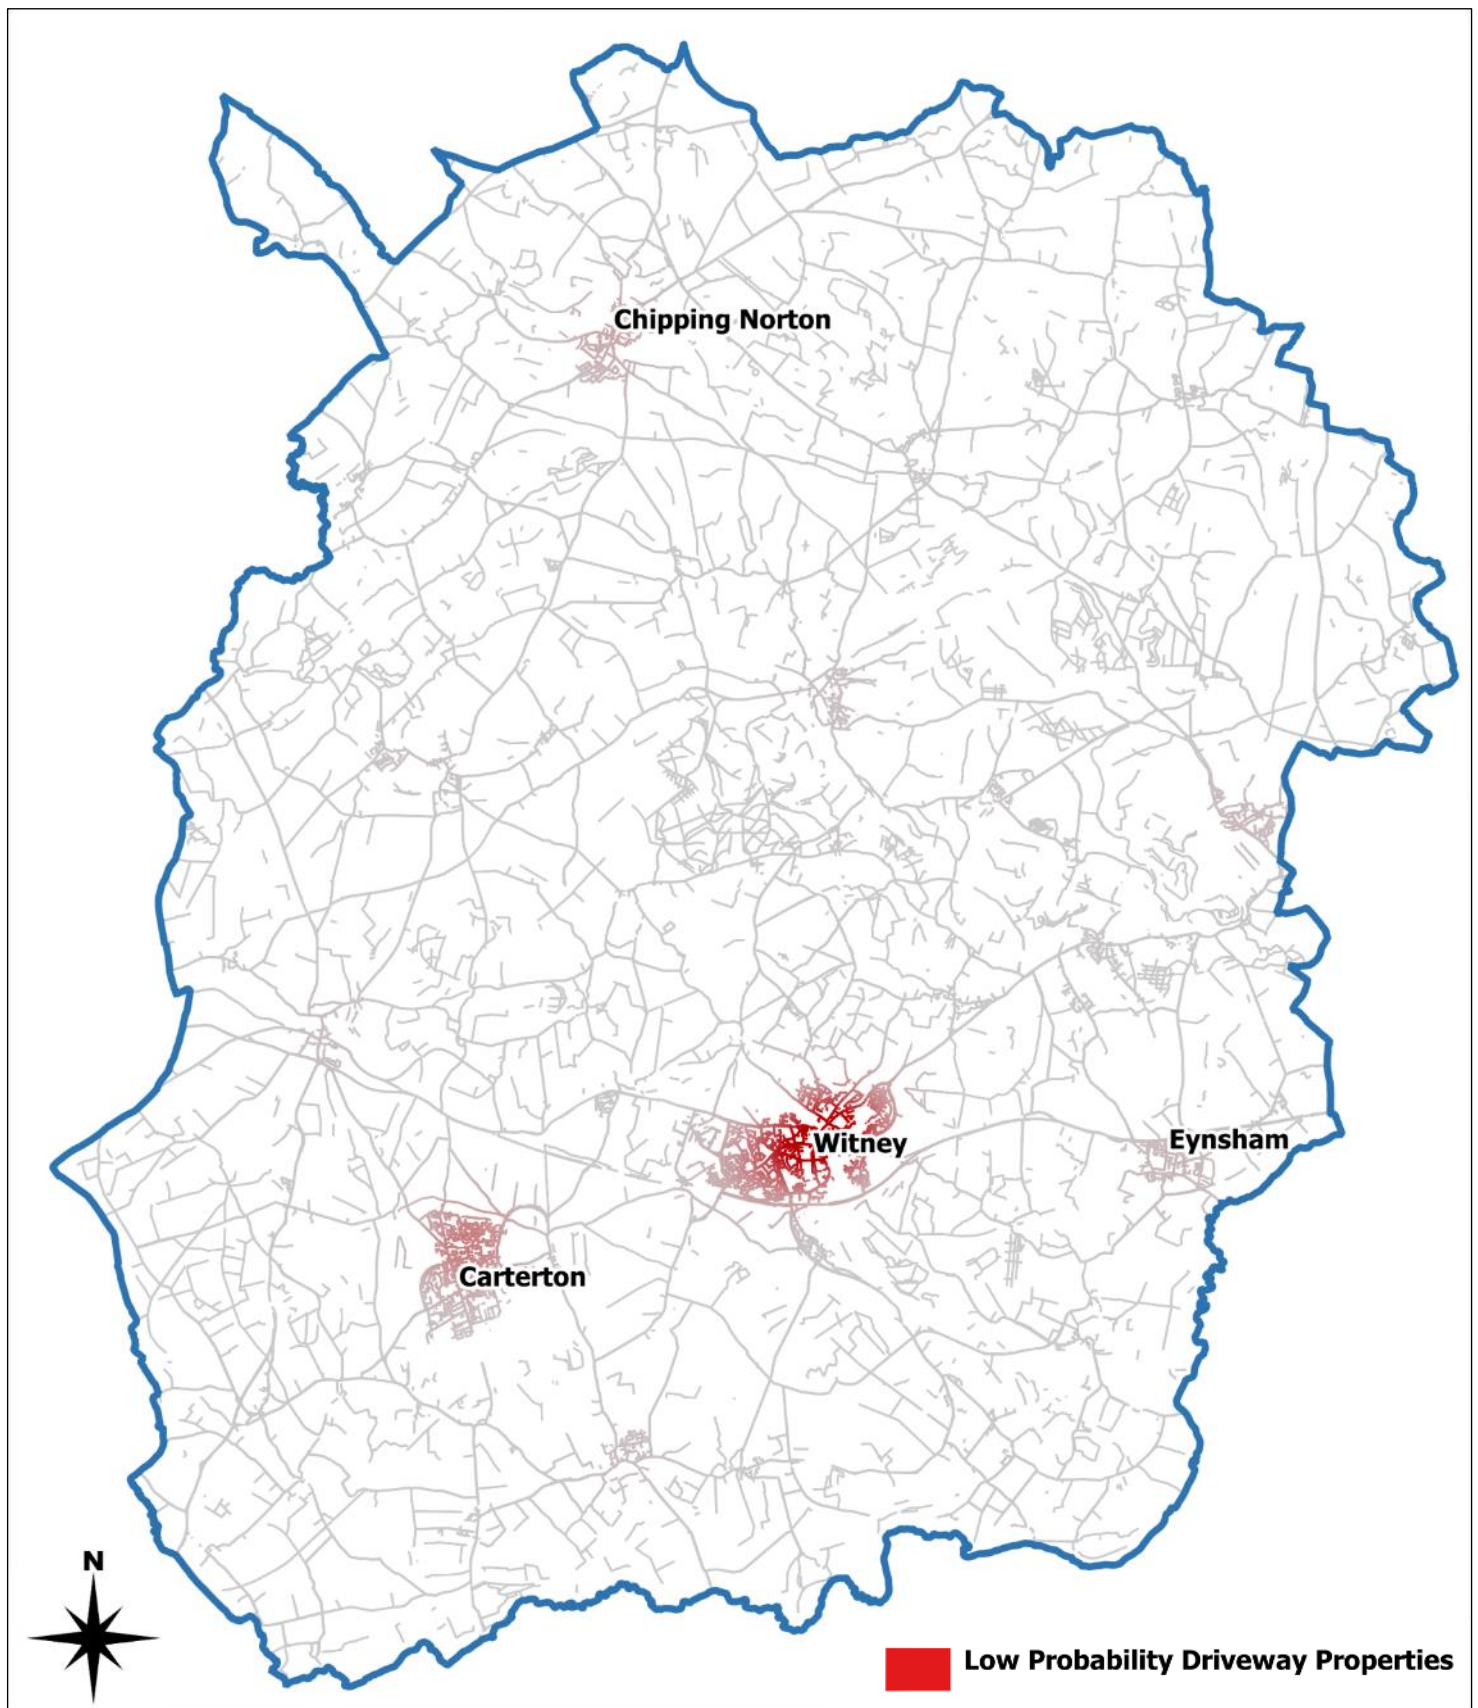 Chipping Norton
Witney
Eynsham
Carterton
N
Low Probability Driveway Properties